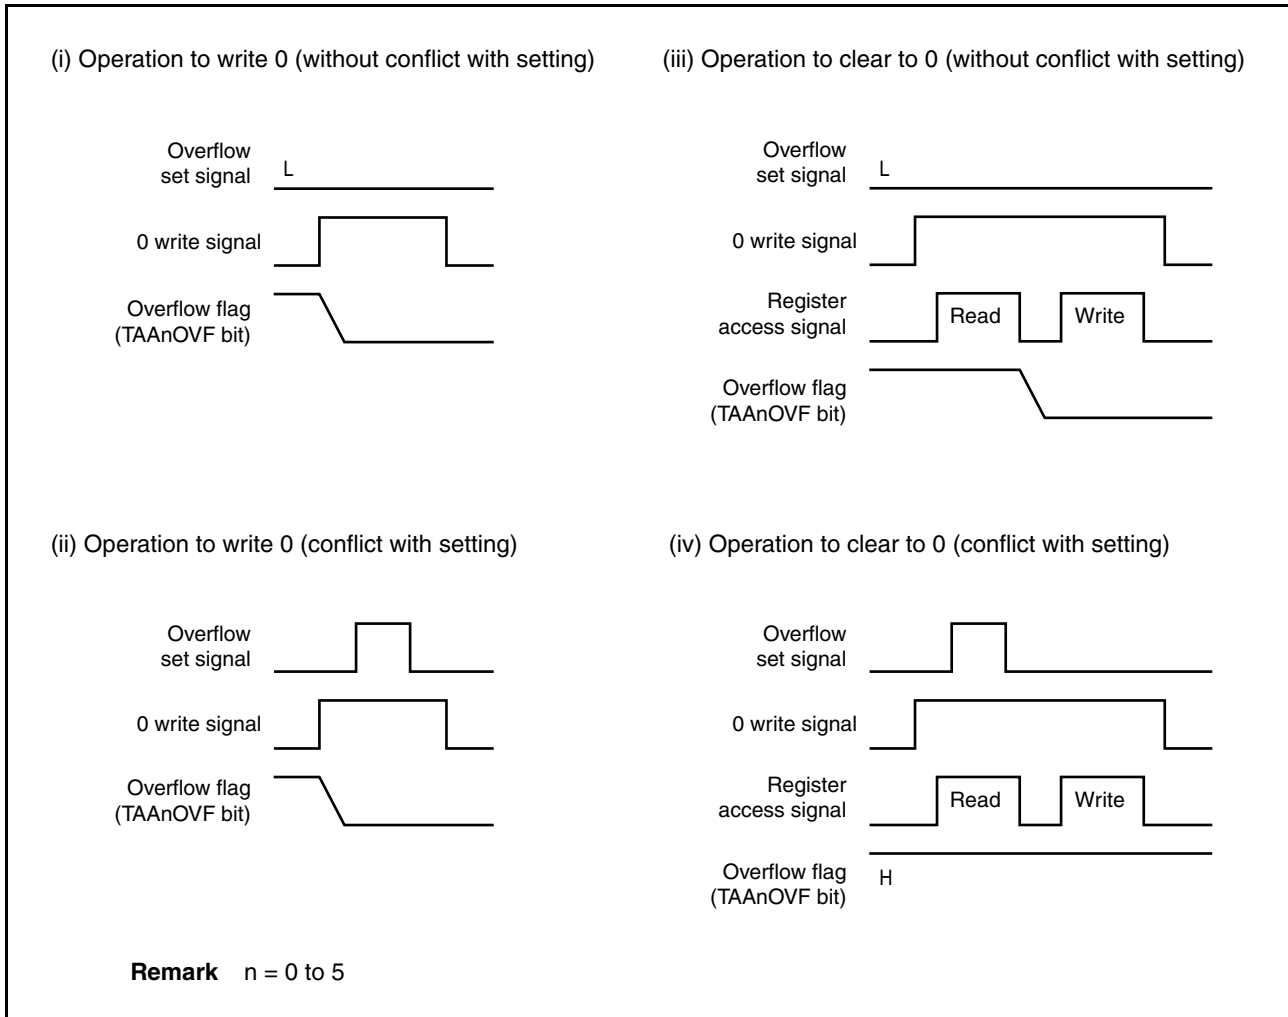 (i) Operation to write 0 (without conflict with setting)
Overflow
set signal
L
0 write signal
Overflow flag
(TAAnOVF bit)
(iii) Operation to clear to 0 (without conflict with setting)
Overflow
set signal
L
0 write signal
Register
access signal
Read
Write
Overflow flag
(TAAnOVF bit)
(ii) Operation to write 0 (conflict with setting)
Overflow
set signal
0 write signal
Overflow flag
(TAAnOVF bit)
(iv) Operation to clear to 0 (conflict with setting)
Overflow
set signal
0 write signal
Register
access signal
Read
Write
Overflow flag
(TAAnOVF bit)
H
Remark n = 0 to 5